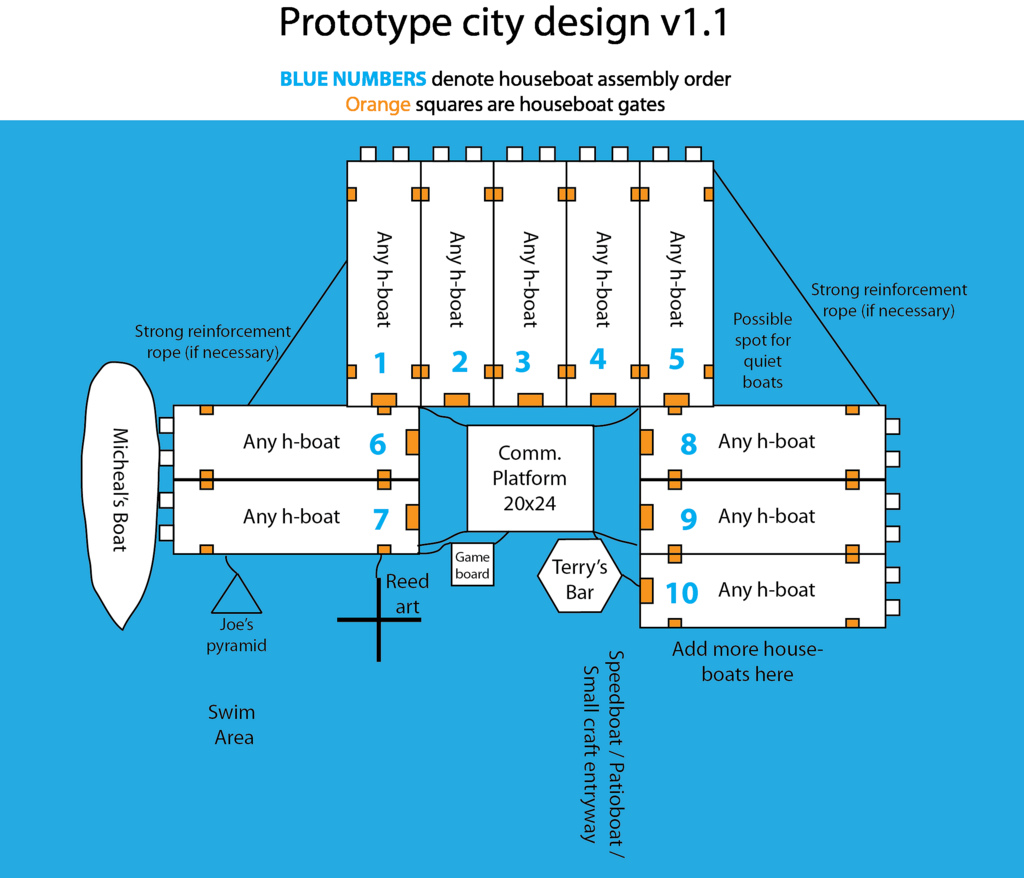 Prototype city design v1.1
BLUE NUMBERS denote houseboat assembly order
Orange squares are houseboat gates
Any h-boat
1
Any h-boat
2
Any h-boat
3
Any h-boat
4
Any h-boat
5
Strong reinforcement
rope (if necessary)
Strong reinforcement
rope (if necessary)
Possible
spot for
quiet
boats
Micheal's Boat
Any h-boat 6
Any h-boat 7
Comm.
Platform
20x24
8 Any h-boat
9 Any h-boat
10 Any h-boat
Game
board
Terry's
Bar
Reed
art
Joe's
pyramid
Add more house-
boats here
Swim
Area
Speedboat / Patioboat /
Small craft entryway